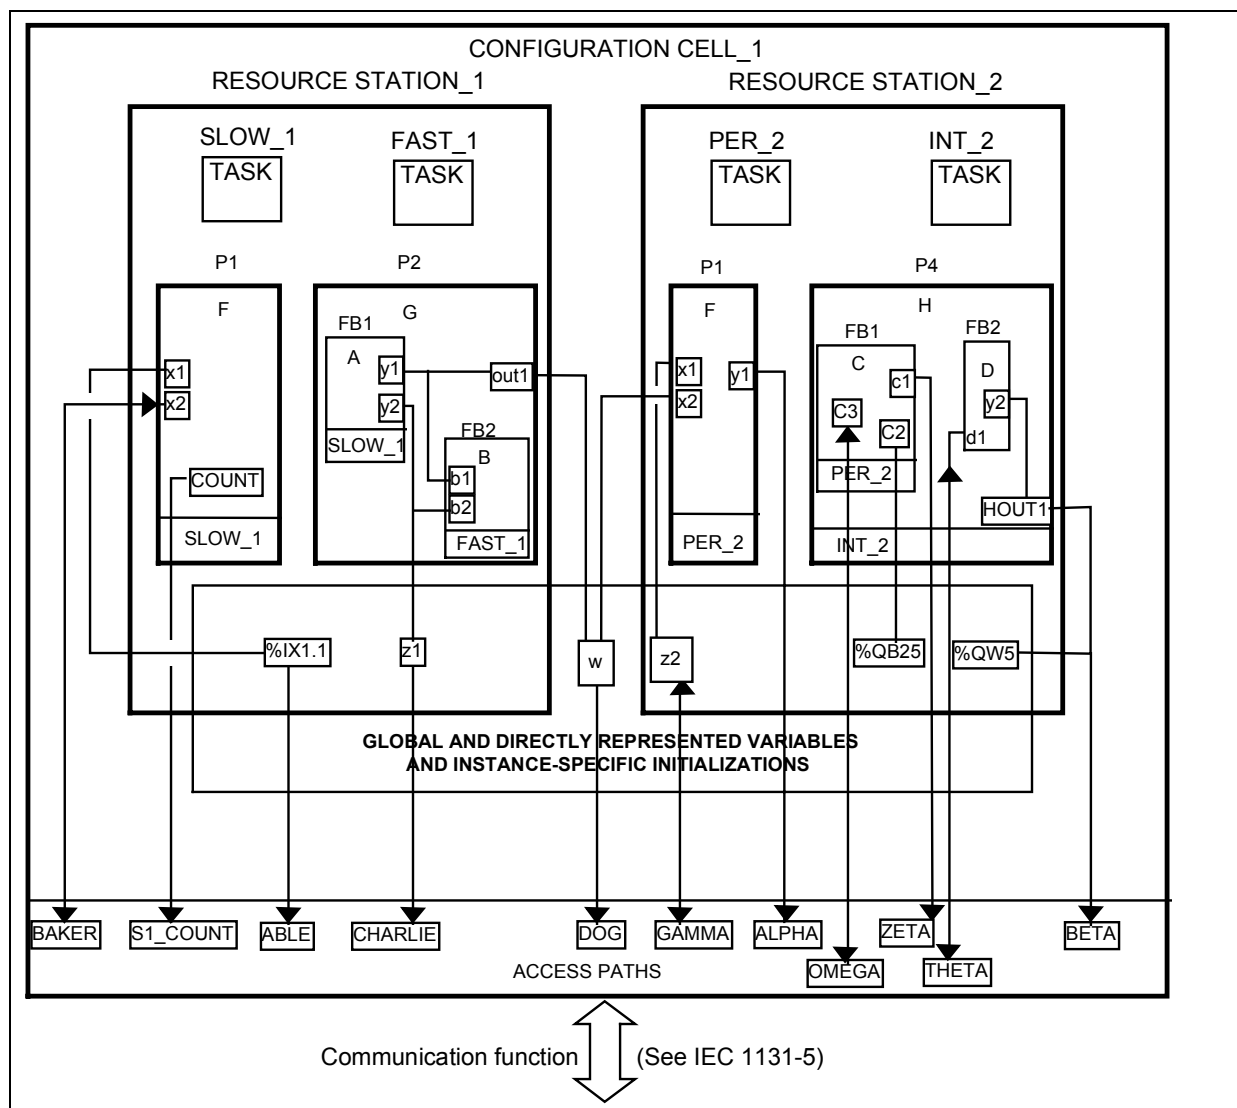 CONFIGURATION CELL_1
RESOURCE STATION_1 RESOURCE STATION_2
SLOW_1 FAST_1 PER_2 INT_2
TASK TASK TASK TASK
P1 P2 P1 P4
F G F H
FB1 FB1 FB2
A C D
x1 y1 out1 x1 y1 c1
x2 y2 x2 C3 y2
SLOW_1 FB2 C2 d1
B PER_2
COUNT b1
b2 HOUT1
SLOW_1 FAST_1 PER_2 INT_2
%IX1.1 z1 w z2 %QB25 %QW5
GLOBAL AND DIRECTLY REPRESENTED VARIABLES
AND INSTANCE-SPECIFIC INITIALIZATIONS
BAKER S1_COUNT ABLE CHARLIE DOG GAMMA ALPHA ZETA BETA
ACCESS PATHS OMEGA THETA
Communication function (See IEC 1131-5)